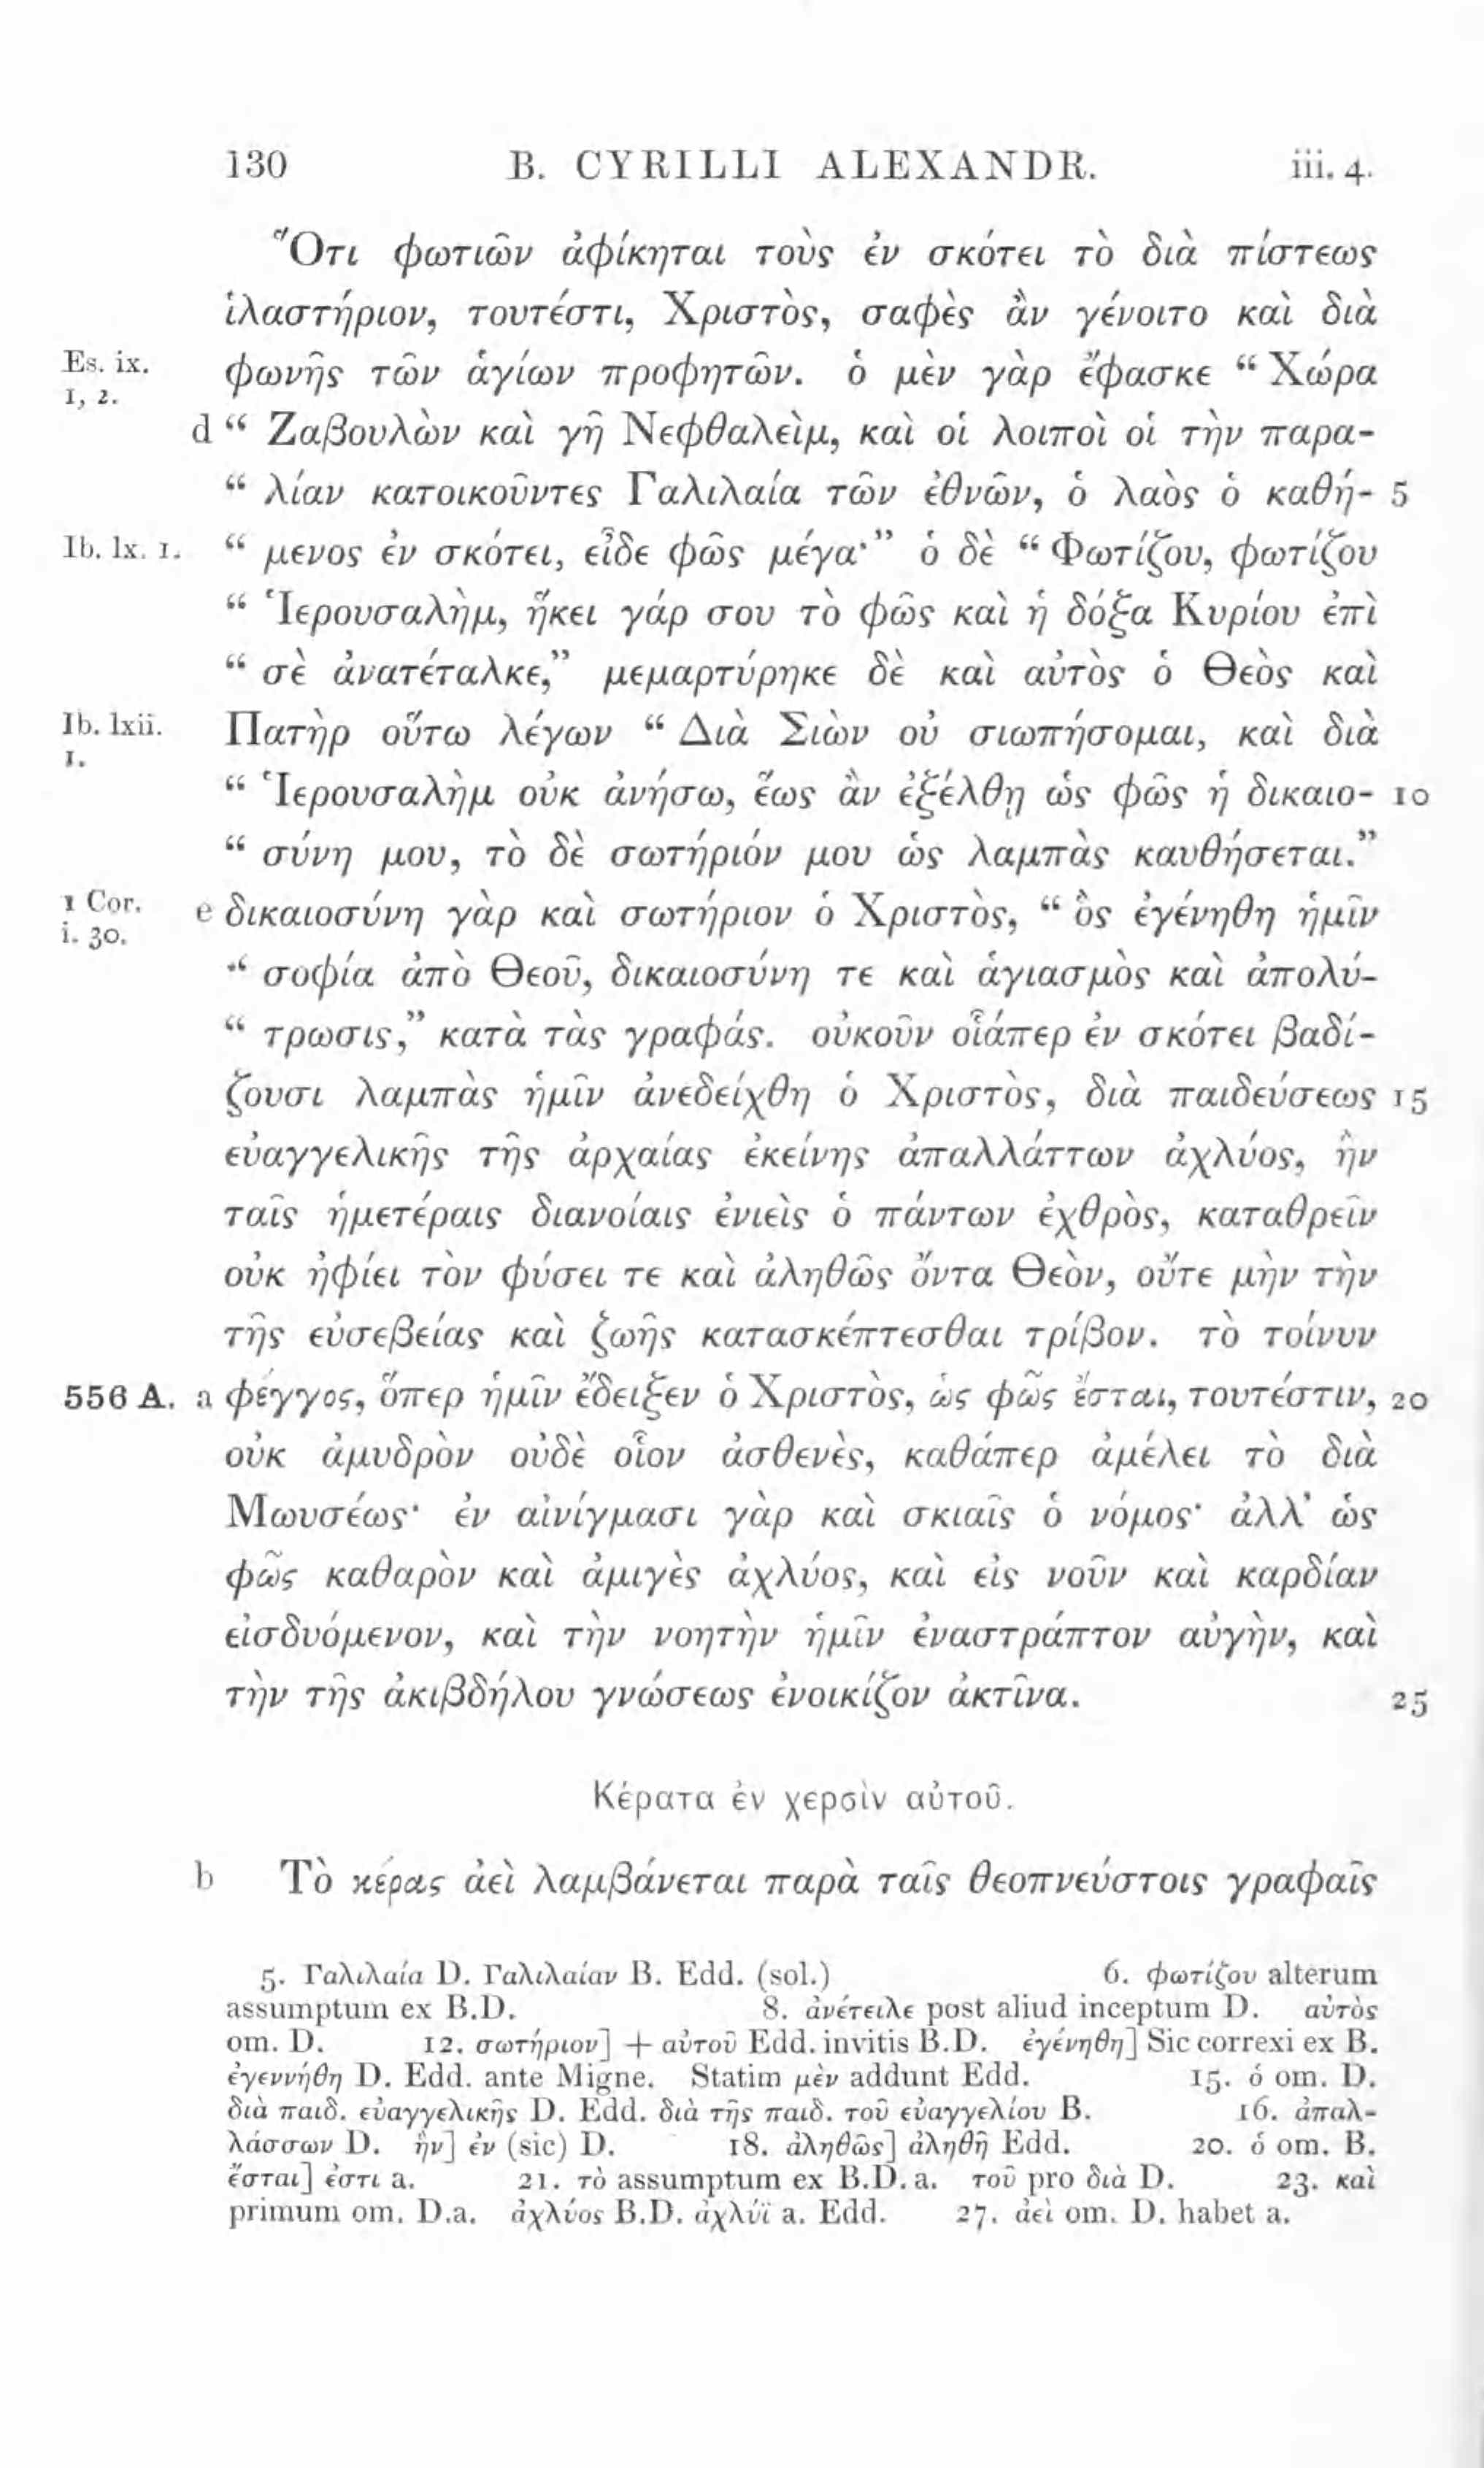 130 B. CYRILLI ALEXANDR. iii. 4.
Ὅτι φωτιῶν ἀφίκηται τοὺς ἐν σκότει τὸ διὰ πίστεως
ἱλαστήριον, τουτέστι, Χριστὸς, σαφὲς ἂν γένοιτο καὶ διὰ
Es. ix. φωνῆς τῶν ἁγίων προφητῶν. ὁ μὲν γὰρ ἔφασκε “ Χώρα
1, 2.
d “ Ζαβουλὼν καὶ γῆ Νεφθαλεὶμ, καὶ οἱ λοιποὶ οἱ τὴν παρα-
“ λίαν κατοικοῦντες Γαλιλαία τῶν ἐθνῶν, ὁ λαὸς ὁ καθή- 5
Ib. lx. 1. “ μενος ἐν σκότει, εἶδε φῶς μέγα·” ὁ δὲ “ Φωτίζου, φωτίζου
“ Ἱερουσαλὴμ, ἥκει γάρ σου τὸ φῶς καὶ ἡ δόξα Κυρίου ἐπὶ
“ σὲ ἀνατέταλκε,” μεμαρτύρηκε δὲ καὶ αὐτὸς ὁ Θεὸς καὶ
Ib. lxii. Πατὴρ οὕτω λέγων “ Διὰ Σιὼν οὐ σιωπήσομαι, καὶ διὰ
1.
“ Ἱερουσαλὴμ οὐκ ἀνήσω, ἕως ἂν ἐξέλθῃ ὡς φῶς ἡ δικαιο- 10
“ σύνη μου, τὸ δὲ σωτήριόν μου ὡς λαμπὰς καυθήσεται.”
1 Cor. e δικαιοσύνη γὰρ καὶ σωτήριον ὁ Χριστὸς, “ ὃς ἐγένηθη ἡμῖν
i. 30.
“ σοφία ἀπὸ Θεοῦ, δικαιοσύνη τε καὶ ἁγιασμὸς καὶ ἀπολύ-
“ τρωσις,” κατὰ τὰς γραφάς. οὐκοῦν οἷάπερ ἐν σκότει βαδί-
ζουσι λαμπὰς ἡμῖν ἀνεδείχθη ὁ Χριστὸς, διὰ παιδεύσεως 15
εὐαγγελικῆς τῆς ἀρχαίας ἐκείνης ἀπαλλάττων ἀχλύος, ἣν
ταῖς ἡμετέραις διανοίαις ἐνιεὶς ὁ πάντων ἐχθρὸς, καταθρεῖν
οὐκ ἠφίει τὸν φύσει τε καὶ ἀληθῶς ὄντα Θεὸν, οὔτε μὴν τὴν
τῆς εὐσεβείας καὶ ζωῆς κατασκέπτεσθαι τρίβον. τὸ τοίνυν
556 A. a φέγγος, ὅπερ ἡμῖν ἔδειξεν ὁ Χριστὸς, ὡς φῶς ἔσται, τουτέστιν, 20
οὐκ ἀμυδρὸν οὐδὲ οἷον ἀσθενὲς, καθάπερ ἀμέλει τὸ διὰ
Μωυσέως· ἐν αἰνίγμασι γὰρ καὶ σκιαῖς ὁ νόμος· ἀλλ’ ὡς
φῶς καθαρὸν καὶ ἀμιγὲς ἀχλύος, καὶ εἰς νοῦν καὶ καρδίαν
εἰσδυόμενον, καὶ τὴν νοητὴν ἡμῖν ἐναστράπτον αὐγὴν, καὶ
τὴν τῆς ἀκιβδήλου γνώσεως ἐνοικίζον ἀκτῖνα. 25
Κέρατα ἐν χερσὶν αὐτοῦ.
b Τὸ κέρας ἀεὶ λαμβάνεται παρὰ ταῖς θεοπνεύστοις γραφαῖς
5. Γαλιλαία D. Γαλιλαίαν B. Edd. (sol.) 6. φωτίζου alterum
assumptum ex B.D. 8. ἀνέτειλε post aliud inceptum D. αὐτὸς
om. D. 12. σωτήριον] + αὐτοῦ Edd. invitis B.D. ἐγένηθη] Sic correxi ex B.
ἐγεννήθη D. Edd. ante Migne. Statim μὲν addunt Edd. 15. ὁ om. D.
διὰ παιδ. εὐαγγελικῆς D. Edd. διὰ τῆς παιδ. τοῦ εὐαγγελίου B. 16. ἀπαλ-
λάσσων D. ἣν] ἐν (sic) D. 18. ἀληθῶς] ἀληθῆ Edd. 20. ὁ om. B.
ἔσται] ἐστι a. 21. τὸ assumptum ex B.D. a. τοῦ pro διὰ D. 23. καὶ
primum om. D.a. ἀχλύος B.D. ἀχλύϊ a. Edd. 27. ἀεὶ om. D. habet a.